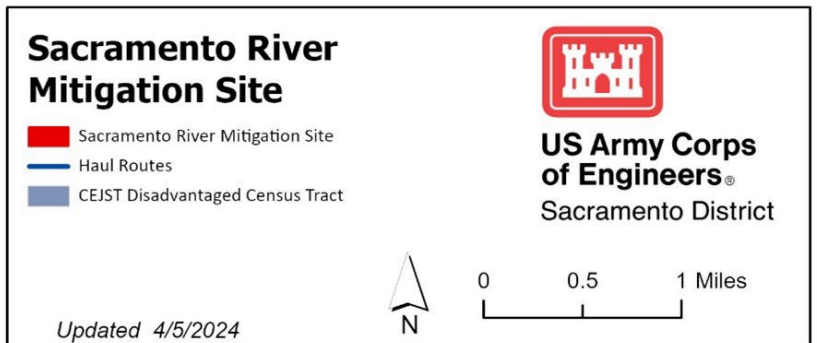 Sacramento River
Mitigation Site
Sacramento River Mitigation Site
Haul Routes
CEJST Disadvantaged Census Tract
US Army Corps
of Engineers®
Sacramento District
0 0.5 1 Miles
N
Updated 4/5/2024